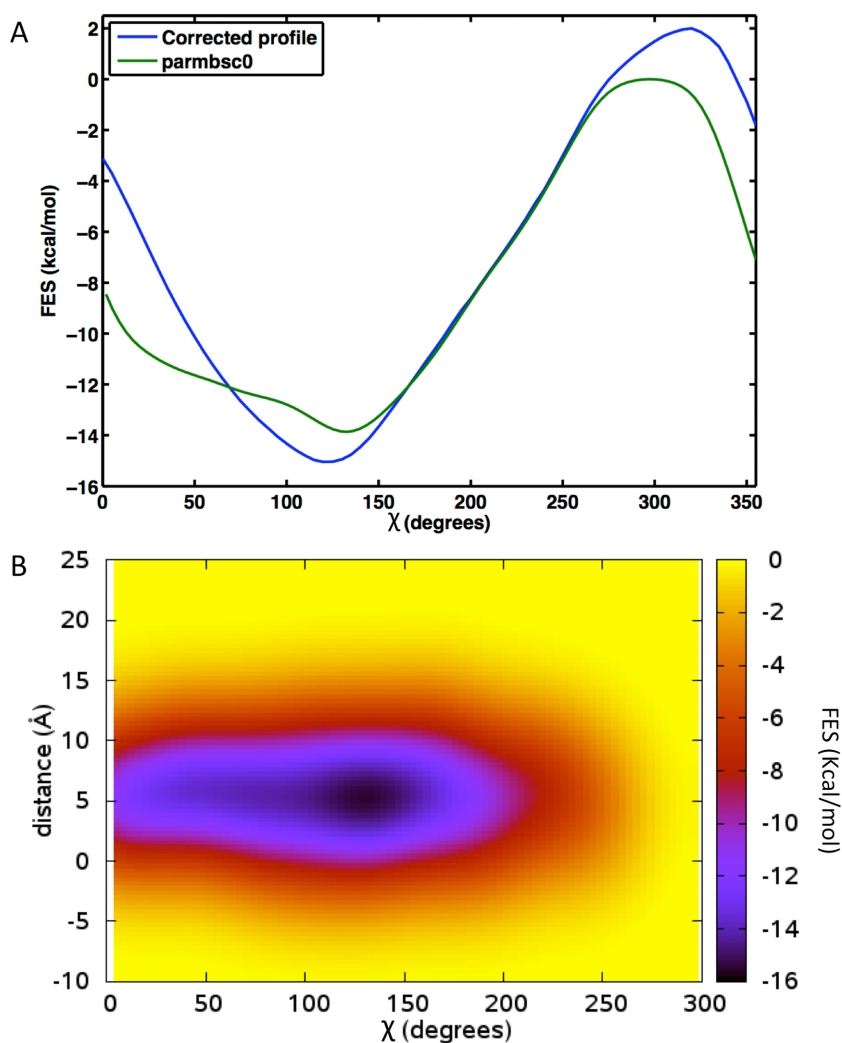 A
Corrected profile
parmbsc0
FES (kcal/mol)
2
0
−2
−4
−6
−8
−10
−12
−14
−16
0 50 100 150 200 250 300 350
χ (degrees)
B
distance (Å)
25
20
15
10
5
0
-5
-10
0 50 100 150 200 250 300
χ (degrees)
0
-2
-4
-6
-8
-10
-12
-14
-16
FES (Kcal/mol)